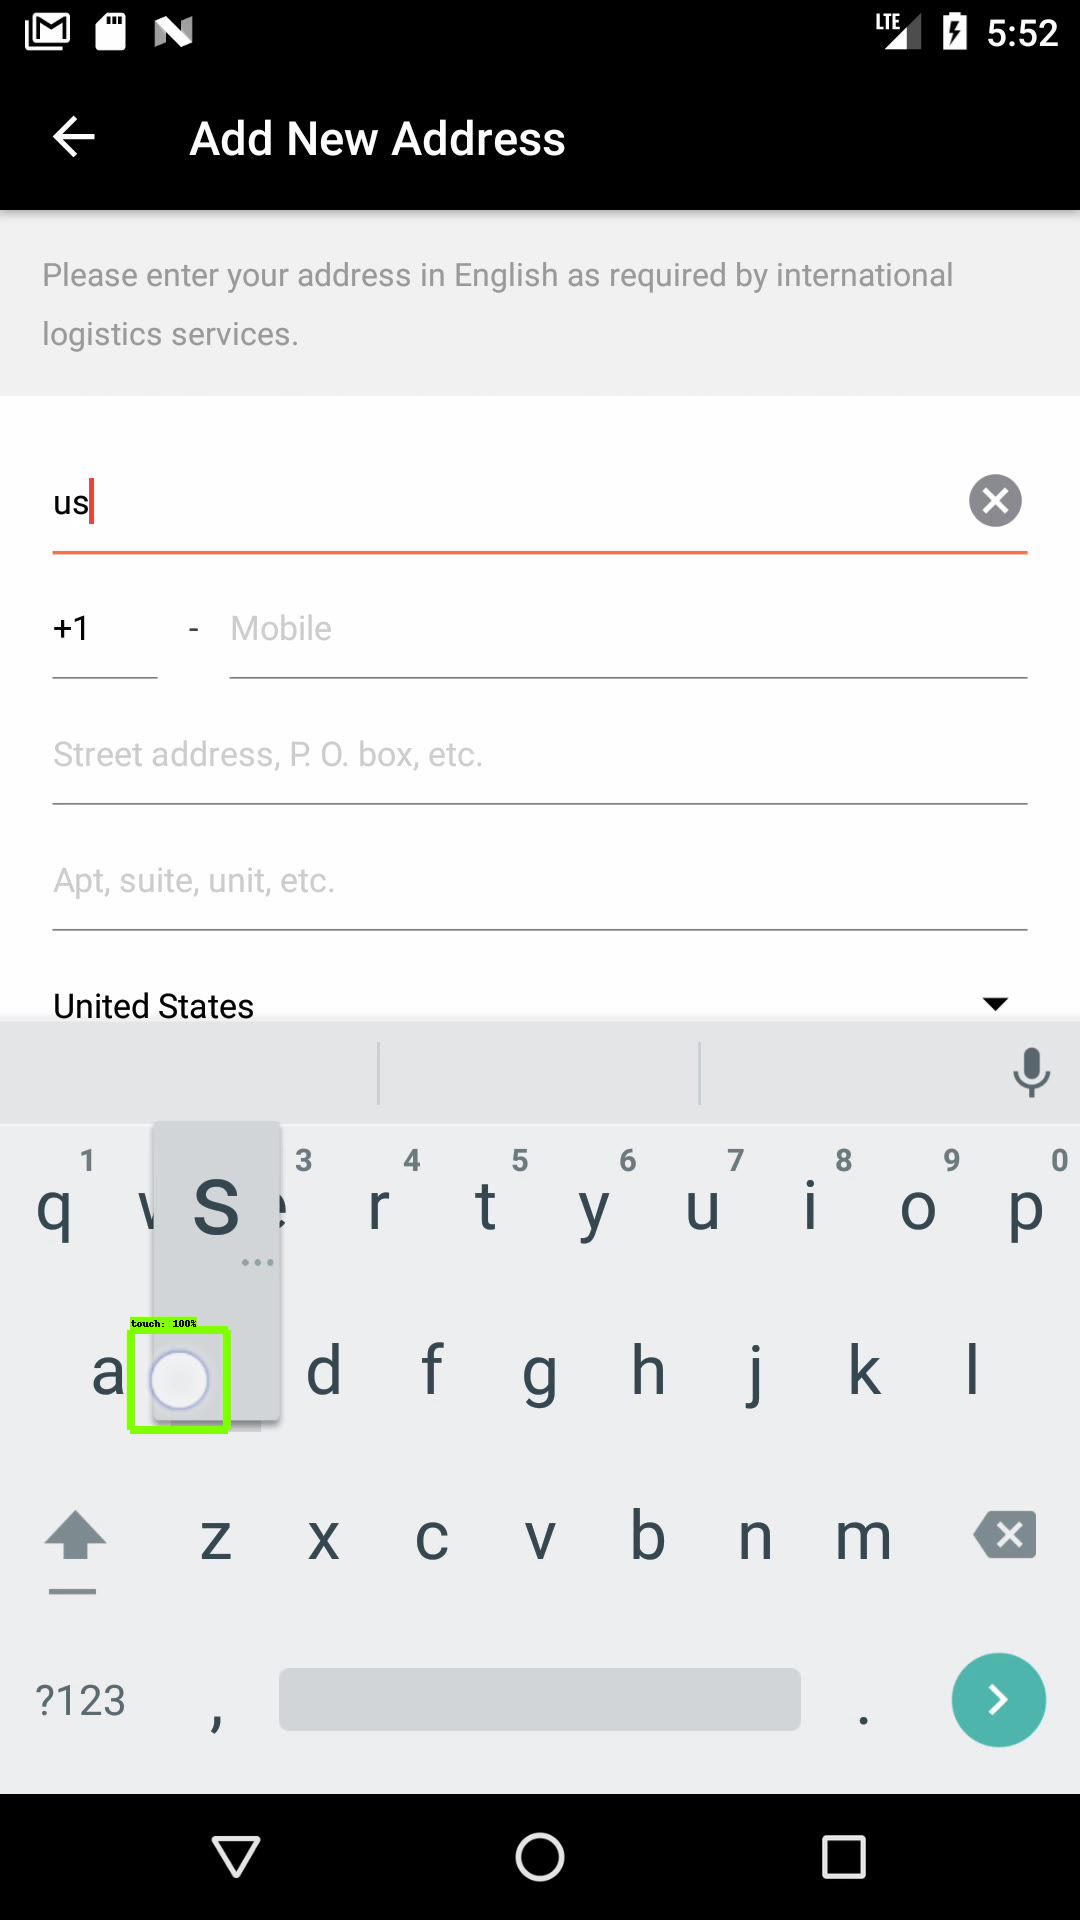 LTE 5:52
Add New Address
Please enter your address in English as required by international
logistics services.
us
+1 - Mobile
Street address, P. O. box, etc.
Apt, suite, unit, etc.
United States
1 3 4 5 6 7 8 9 0
q w s e r t y u i o p
...
touch: 100%
a d f g h j k l
z x c v b n m
?123 , .